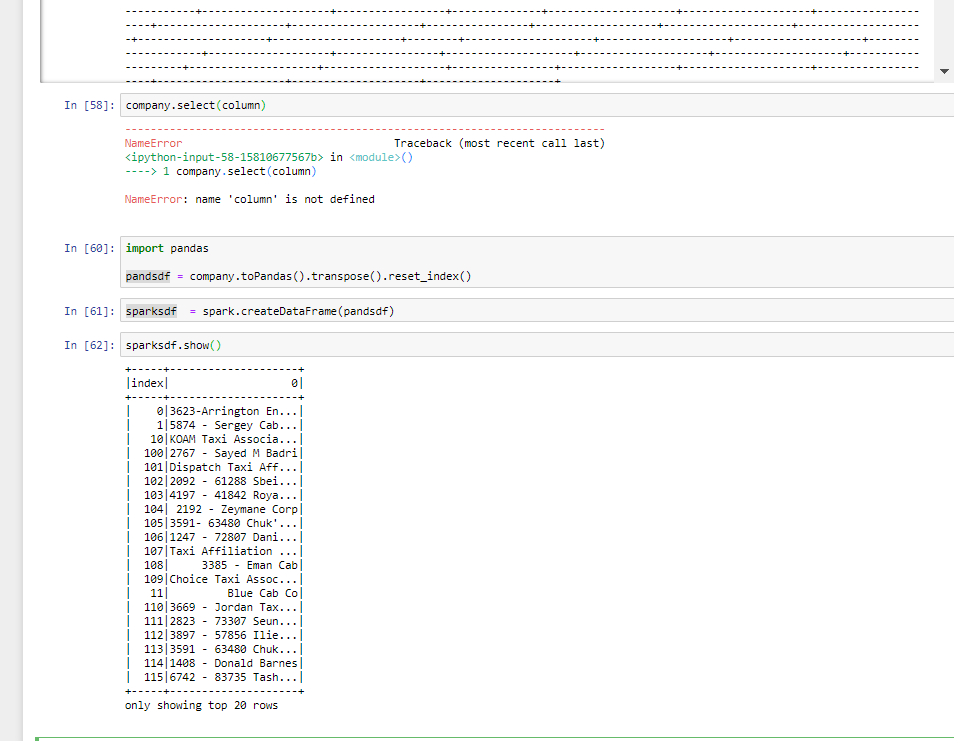 -----------+--------------------+-----------------+--------------+--------------------+--------------------+----------------
----+--------------------+--------------------+----------------+-------------------+--------------------+-------------------
-+--------------------+--------------------+--------+--------------------+--------------------+--------------------+--------
------------+-------------------+----------------+--------------------+--------------------+--------------------+-----------
---------+--------------------+------------------+----------------+------------------+--------------------+----------------
----+--------------------+--------------------+--------------------+
In [58]: company.select(column)
---------------------------------------------------------------------------
NameError                                 Traceback (most recent call last)
<ipython-input-58-15810677567b> in <module>()
----> 1 company.select(column)
NameError: name 'column' is not defined
In [60]: import pandas
pandsdf = company.toPandas().transpose().reset_index()
In [61]: sparksdf  = spark.createDataFrame(pandsdf)
In [62]: sparksdf.show()
+-----+--------------------+
|index|                   0|
+-----+--------------------+
|    0|3623-Arrington En...|
|    1|5874 - Sergey Cab...|
|   10|KOAM Taxi Associa...|
|  100|2767 - Sayed M Badri|
|  101|Dispatch Taxi Aff...|
|  102|2092 - 61288 Sbei...|
|  103|4197 - 41842 Roya...|
|  104| 2192 - Zeymane Corp|
|  105|3591- 63480 Chuk'...|
|  106|1247 - 72807 Dani...|
|  107|Taxi Affiliation ...|
|  108|     3385 - Eman Cab|
|  109|Choice Taxi Assoc...|
|   11|         Blue Cab Co|
|  110|3669 - Jordan Tax...|
|  111|2823 - 73307 Seun...|
|  112|3897 - 57856 Ilie...|
|  113|3591 - 63480 Chuk...|
|  114|1408 - Donald Barnes|
|  115|6742 - 83735 Tash...|
+-----+--------------------+
only showing top 20 rows